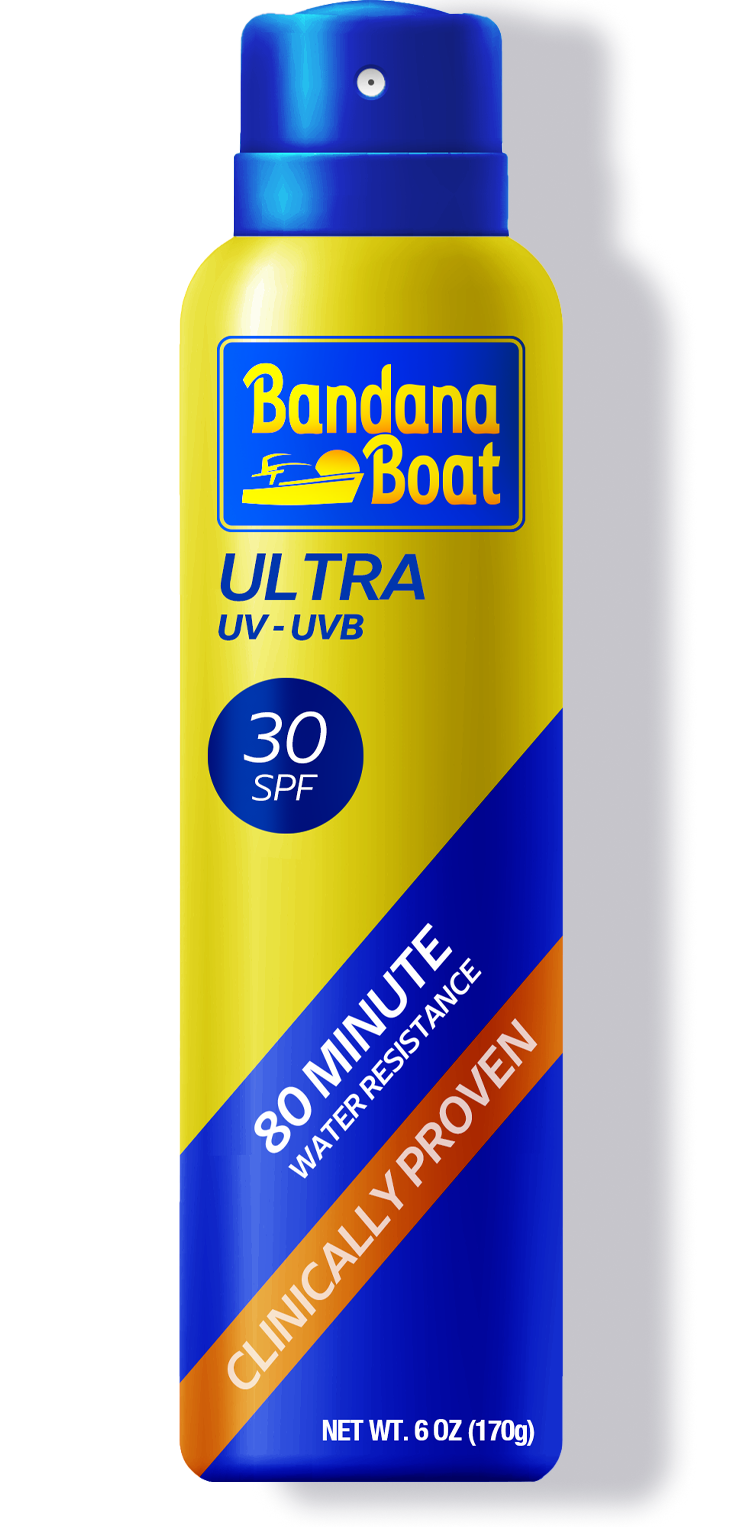 Bandana
Boat
ULTRA
UV - UVB
30
SPF
80 MINUTE
WATER RESISTANCE
CLINICALLY PROVEN
NET WT. 6 OZ (170g)